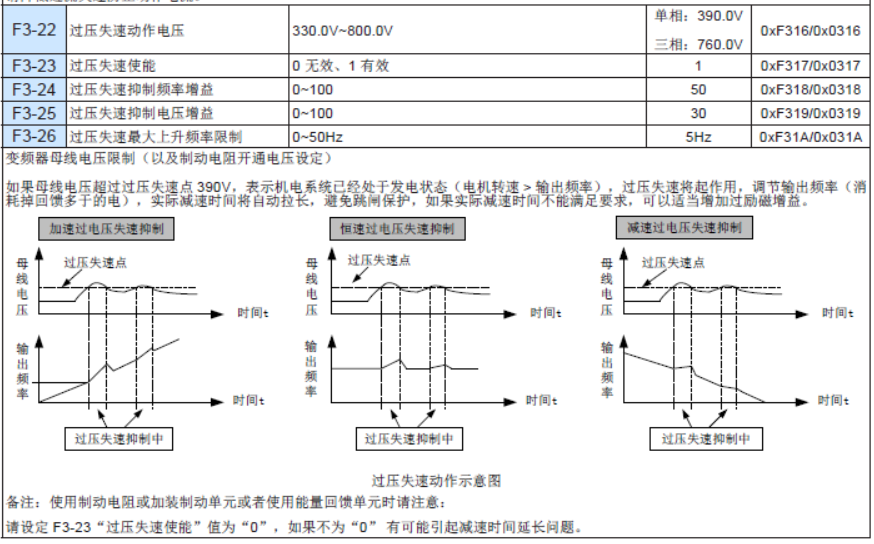 F3-22 过压失速动作电压 330.0V~800.0V 单相：390.0V 三相：760.0V 0xF316/0x0316
F3-23 过压失速使能 0 无效、1 有效 1 0xF317/0x0317
F3-24 过压失速抑制频率增益 0~100 50 0xF318/0x0318
F3-25 过压失速抑制电压增益 0~100 30 0xF319/0x0319
F3-26 过压失速最大上升频率限制 0~50Hz 5Hz 0xF31A/0x031A
变频器母线电压限制（以及制动电阻开通电压设定）
如果母线电压超过过压失速点 390V，表示机电系统已经处于发电状态（电机转速 > 输出频率），过压失速将起作用，调节输出频率（消
耗掉回馈多于的电），实际减速时间将自动拉长，避免跳闸保护，如果实际减速时间不能满足要求，可以适当增加过励磁增益。
加速过电压失速抑制
母线电压
过压失速点
时间t
输出频率
时间t
过压失速抑制中
恒速过电压失速抑制
母线电压
过压失速点
时间t
输出频率
时间t
过压失速抑制中
减速过电压失速抑制
母线电压
过压失速点
时间t
输出频率
时间t
过压失速抑制中
过压失速动作示意图
备注：使用制动电阻或加装制动单元或者使用能量回馈单元时请注意：
请设定 F3-23“过压失速使能”值为“0”，如果不为“0” 有可能引起减速时间延长问题。